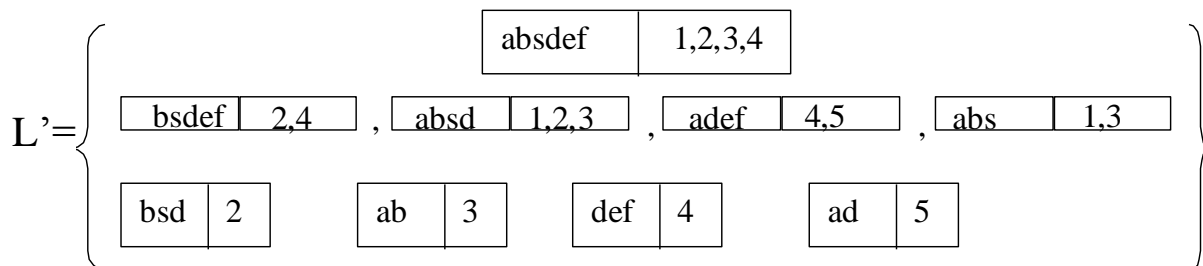 absdef 1,2,3,4
L’= bsdef 2,4 , absd 1,2,3 , adef 4,5 , abs 1,3
bsd 2 ab 3 def 4 ad 5